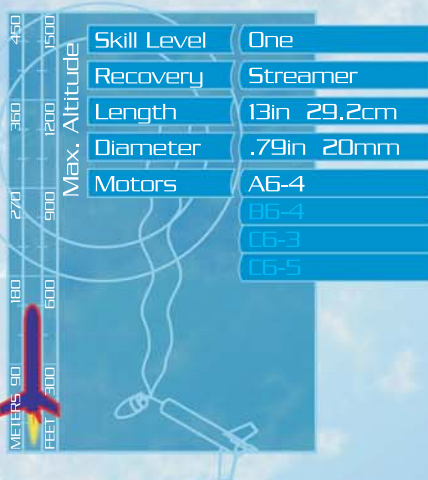 Skill Level One
Recovery Streamer
Length 13in 29.2cm
Diameter .79in 20mm
Motors A6-4
B6-4
C6-3
C6-5
Max. Altitude
METERS 90 180 270 360 450
FEET 300 600 900 1200 1500